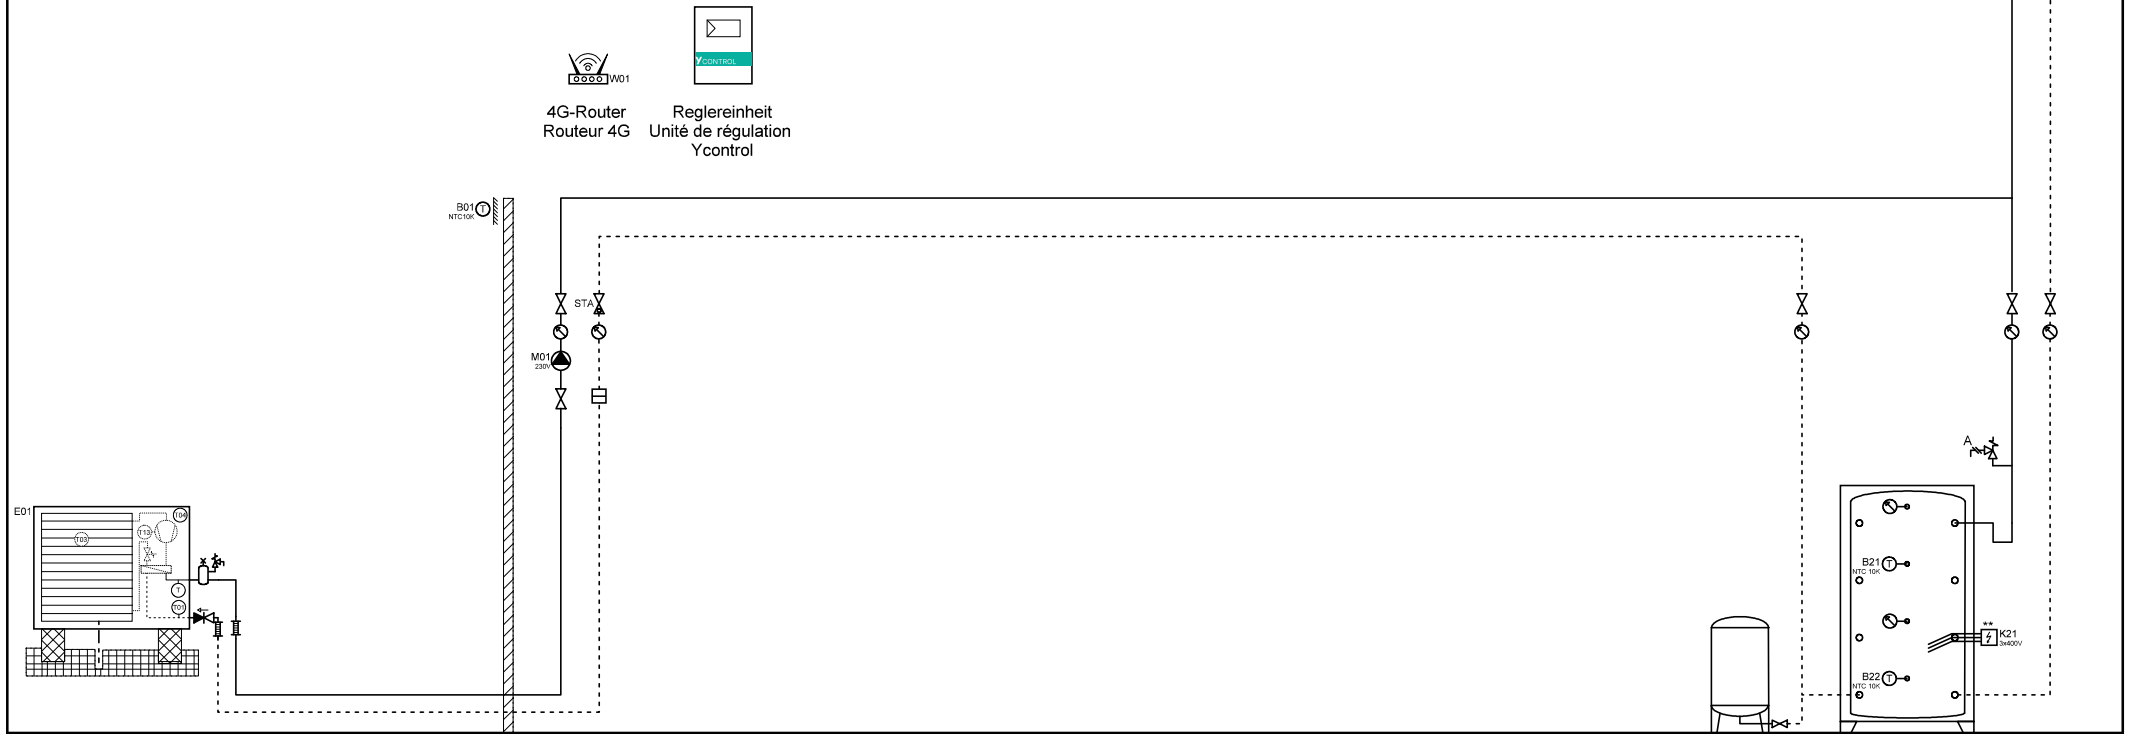 YCONTROL
W01
4G-Router
Routeur 4G
Reglereinheit
Unité de régulation
Ycontrol
B01
T
NTC10K
STA
M01
230V
A
E01
T04
T13
T03
T
T01
B21
T
NTC 10K
**
K21
3x400V
B22
T
NTC 10K